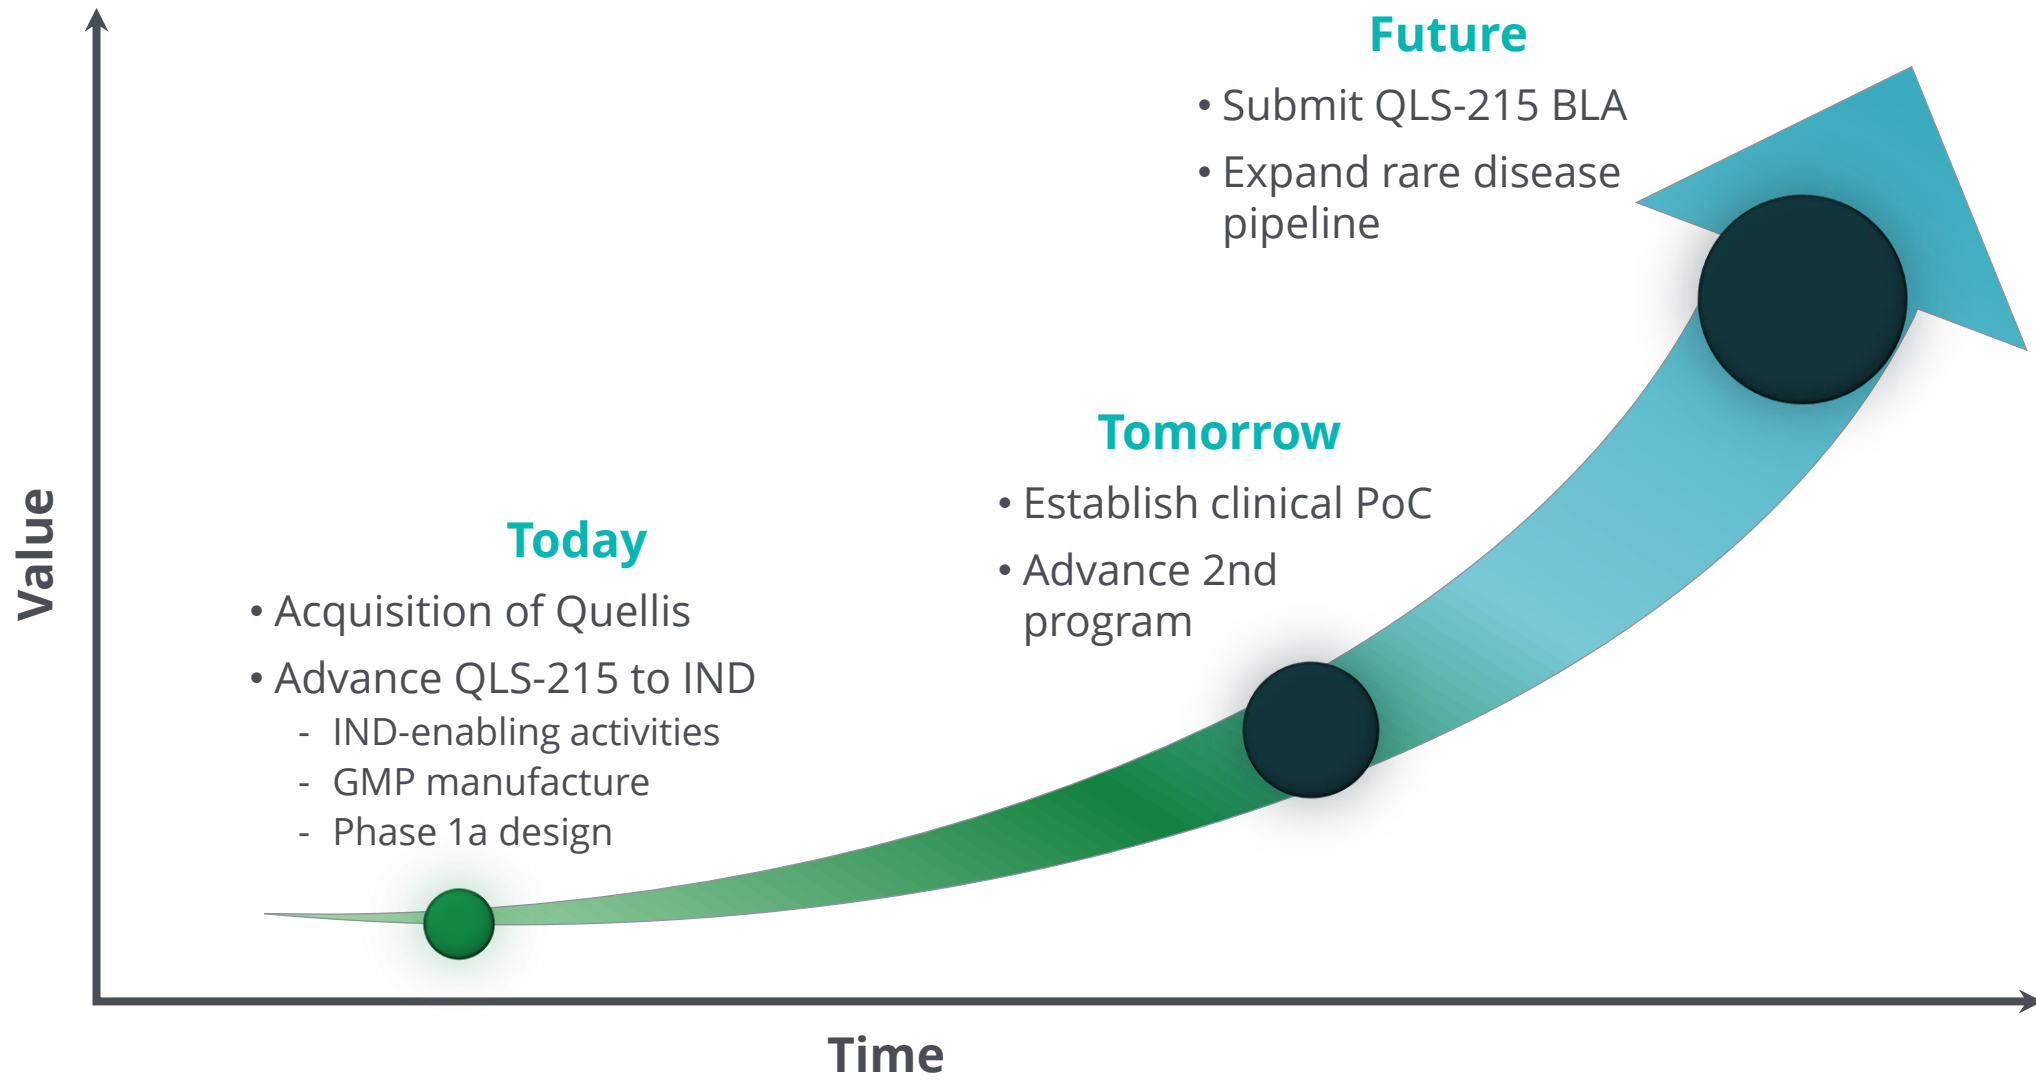 Future
• Submit QLS-215 BLA
• Expand rare disease
pipeline
Tomorrow
• Establish clinical PoC
• Advance 2nd
program
Today
• Acquisition of Quellis
• Advance QLS-215 to IND
- IND-enabling activities
- GMP manufacture
- Phase 1a design
Value
Time